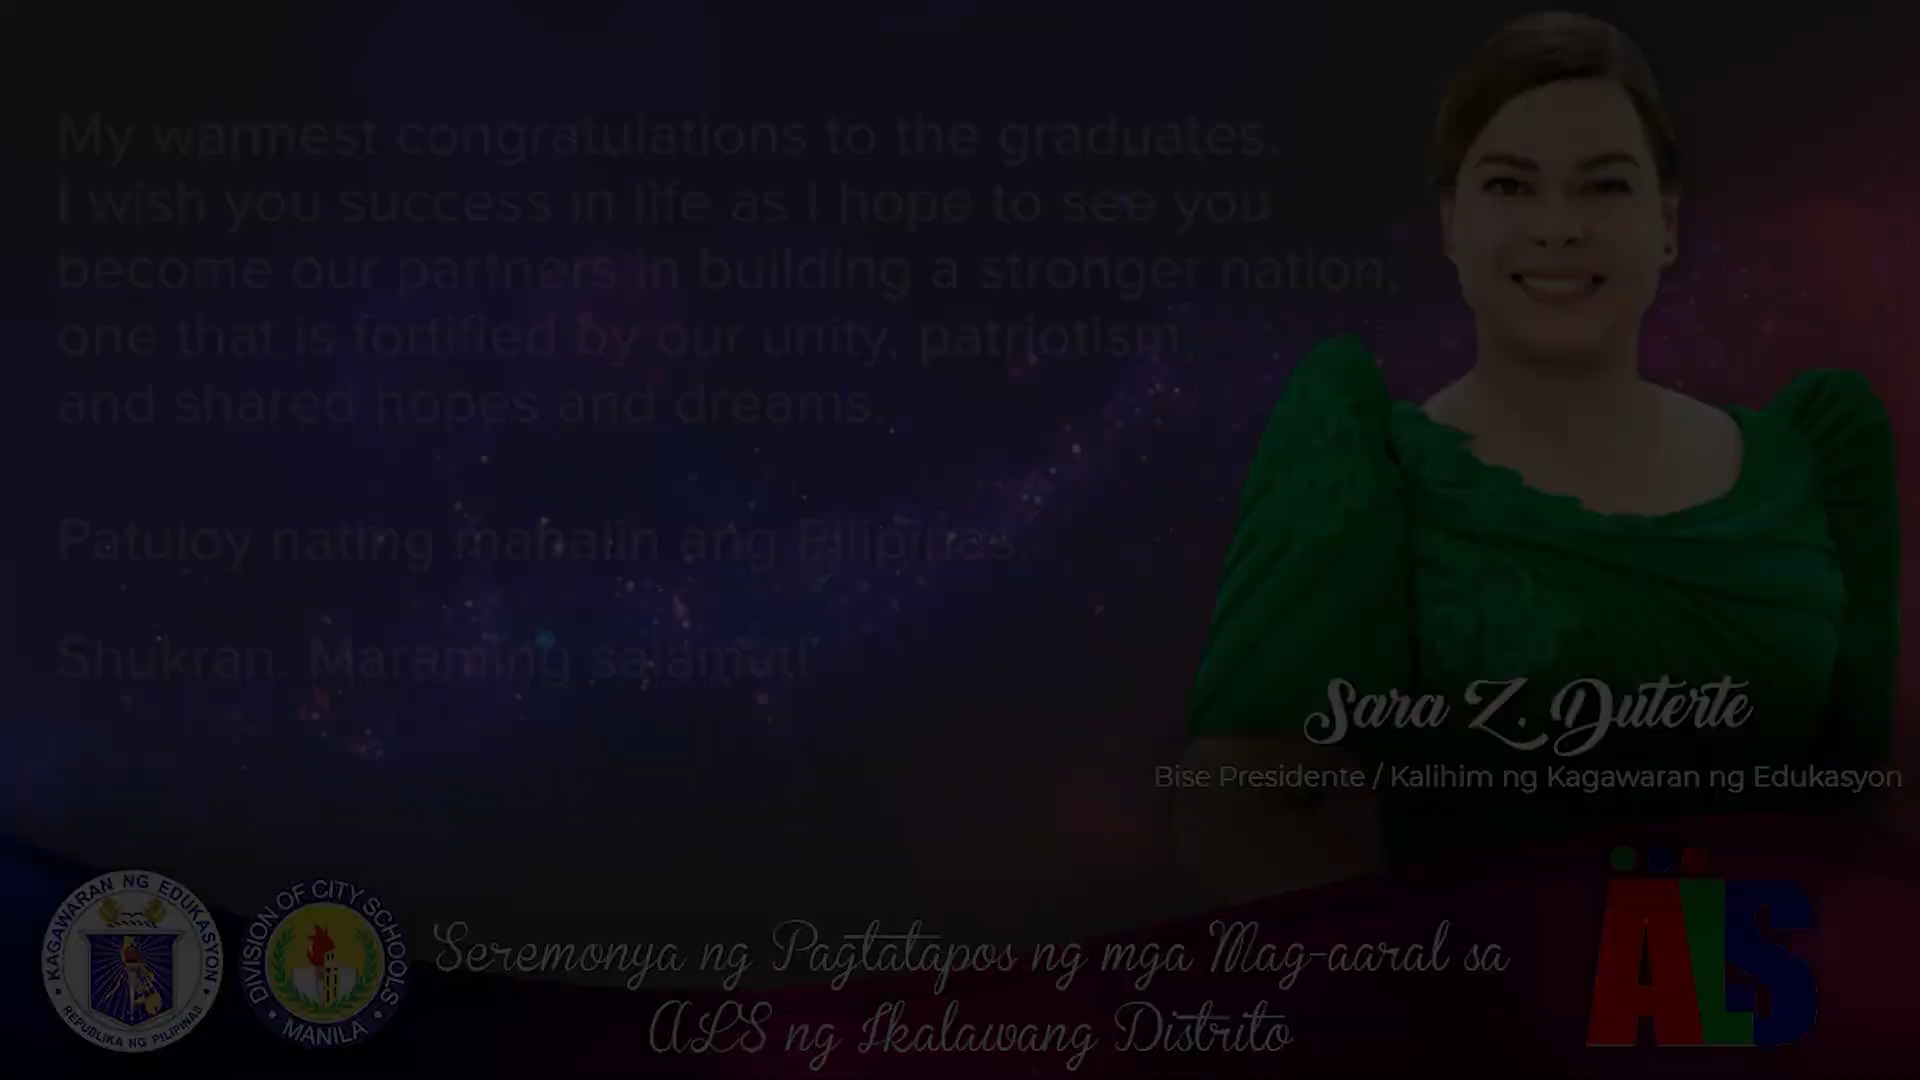 My warmest congratulations to the graduates.
I wish you success in life as I hope to see you
become our partners in building a stronger nation,
one that is fortified by our unity, patriotism
and shared hopes and dreams.
Patuloy nating mahalin ang Pilipinas.
Shukran. Maraming salamat!
Sara Z. Duterte
Bise Presidente / Kalihim ng Kagawaran ng Edukasyon
KAGAWARAN NG EDUKASYON
REPUBLIKA NG PILIPINAS
DIVISION OF CITY SCHOOLS
MANILA
Seremonya ng Pagtatapos ng mga Mag-aaral sa
ALS ng Ikalawang Distrito
ALS